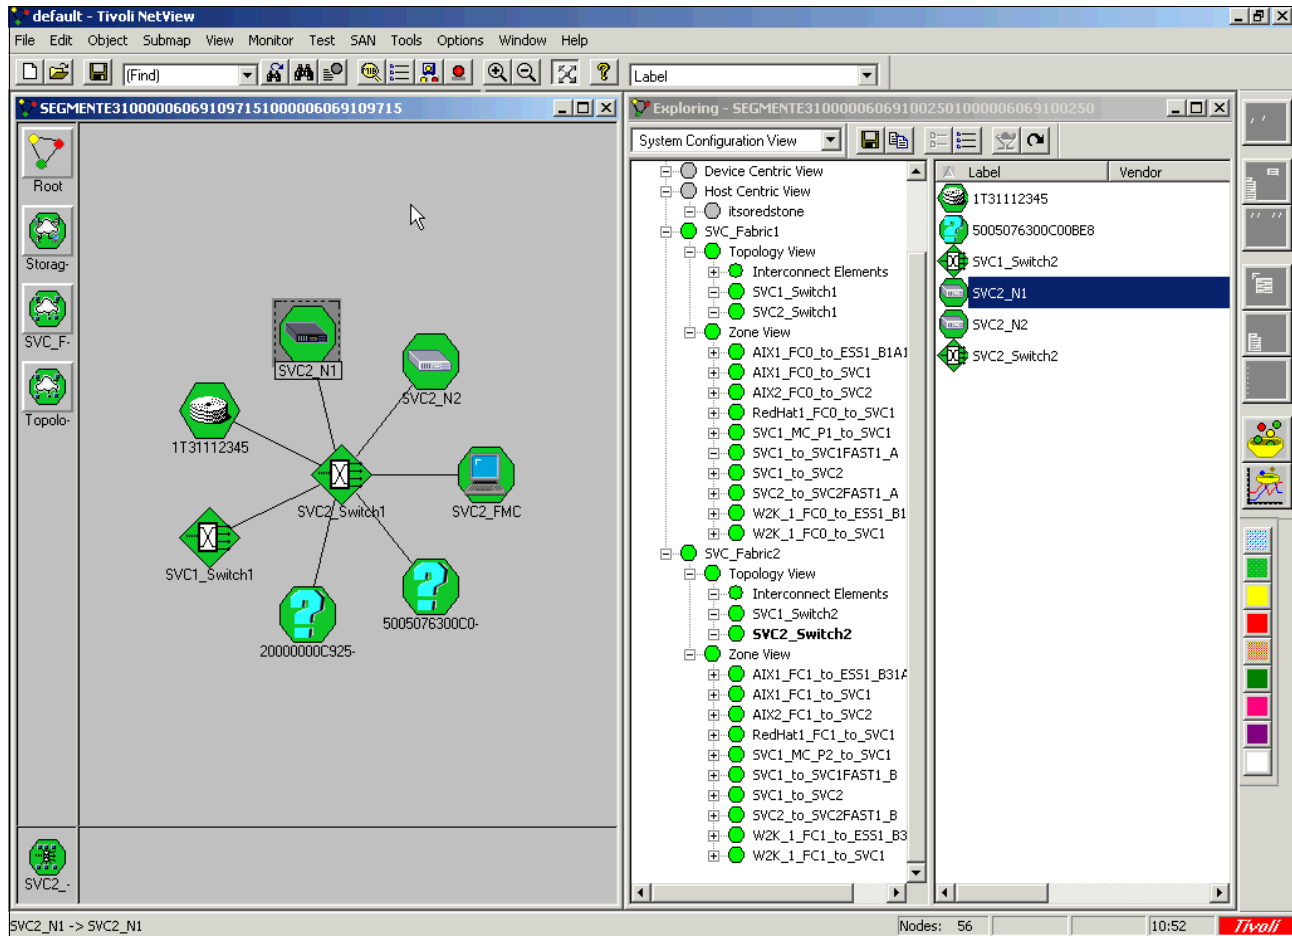 default - Tivoli NetView
File Edit Object Submap View Monitor Test SAN Tools Options Window Help
(Find)
Label
SEGMENTE310000060691097151000006069109715
Root
Storag-
SVC_F-
Topolo-
SVC2_N1
SVC2_N2
1T31112345
SVC2_Switch1
SVC2_FMC
SVC1_Switch1
5005076300C0-
20000000C925-
SVC2_-
Exploring - SEGMENTE310000060691002501000006069100250
System Configuration View
Device Centric View
Host Centric View
itsoredstone
SVC_Fabric1
Topology View
Interconnect Elements
SVC1_Switch1
SVC2_Switch1
Zone View
AIX1_FC0_to_ESS1_B1A1
AIX1_FC0_to_SVC1
AIX2_FC0_to_SVC2
RedHat1_FC0_to_SVC1
SVC1_MC_P1_to_SVC1
SVC1_to_SVC1FAST1_A
SVC1_to_SVC2
SVC2_to_SVC2FAST1_A
W2K_1_FC0_to_ESS1_B1
W2K_1_FC0_to_SVC1
SVC_Fabric2
Topology View
Interconnect Elements
SVC1_Switch2
SVC2_Switch2
Zone View
AIX1_FC1_to_ESS1_B31A
AIX1_FC1_to_SVC1
AIX2_FC1_to_SVC2
RedHat1_FC1_to_SVC1
SVC1_MC_P2_to_SVC1
SVC1_to_SVC1FAST1_B
SVC1_to_SVC2
SVC2_to_SVC2FAST1_B
W2K_1_FC1_to_ESS1_B3
W2K_1_FC1_to_SVC1
Label Vendor
1T31112345
5005076300C00BE8
SVC1_Switch2
SVC2_N1
SVC2_N2
SVC2_Switch2
SVC2_N1 -> SVC2_N1
Nodes: 56
10:52
Tivoli